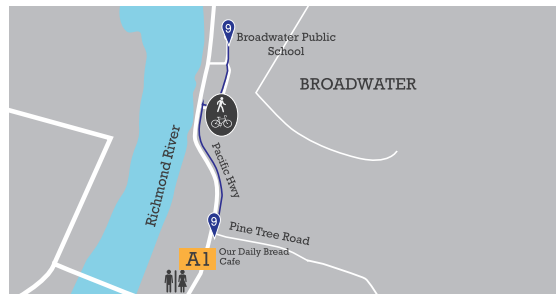 9
Broadwater Public
School
BROADWATER
Richmond River
Pacific Hwy
9
Pine Tree Road
A1
Our Daily Bread
Cafe